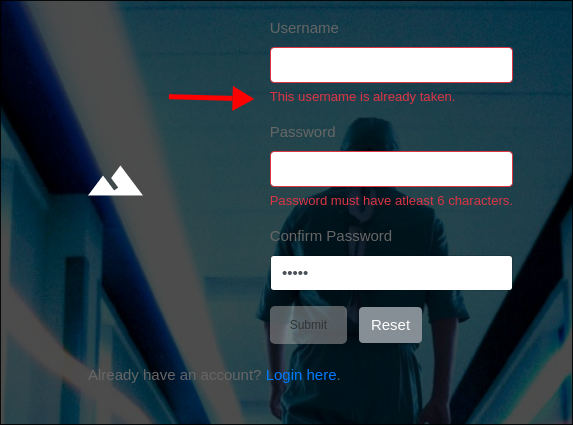 Username
This username is already taken.
Password
Password must have atleast 6 characters.
Confirm Password
•••••
Submit Reset
Already have an account? Login here.